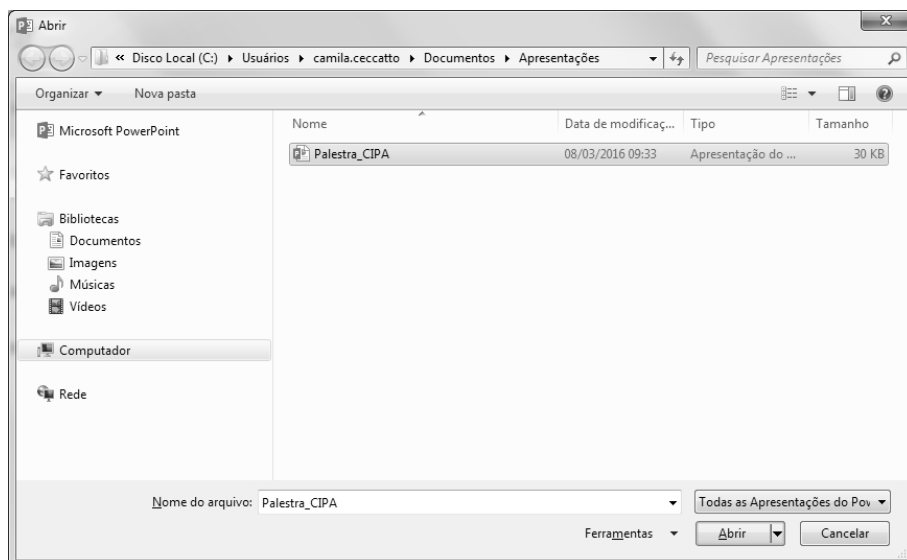 Abrir
« Disco Local (C:) ▸ Usuários ▸ camila.ceccatto ▸ Documentos ▸ Apresentações
Pesquisar Apresentações
Organizar ▾ Nova pasta
Microsoft PowerPoint
Favoritos
Bibliotecas
Documentos
Imagens
Músicas
Vídeos
Computador
Rede
Nome Data de modificaç... Tipo Tamanho
Palestra_CIPA 08/03/2016 09:33 Apresentação do ... 30 KB
Nome do arquivo: Palestra_CIPA Todas as Apresentações do Pov
Ferramentas ▾ Abrir Cancelar